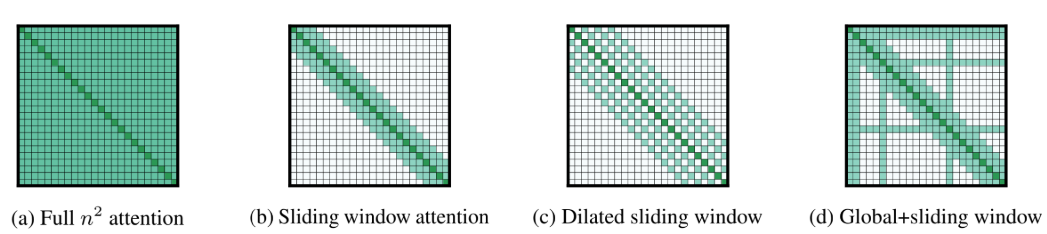 (a) Full n² attention
(b) Sliding window attention
(c) Dilated sliding window
(d) Global+sliding window